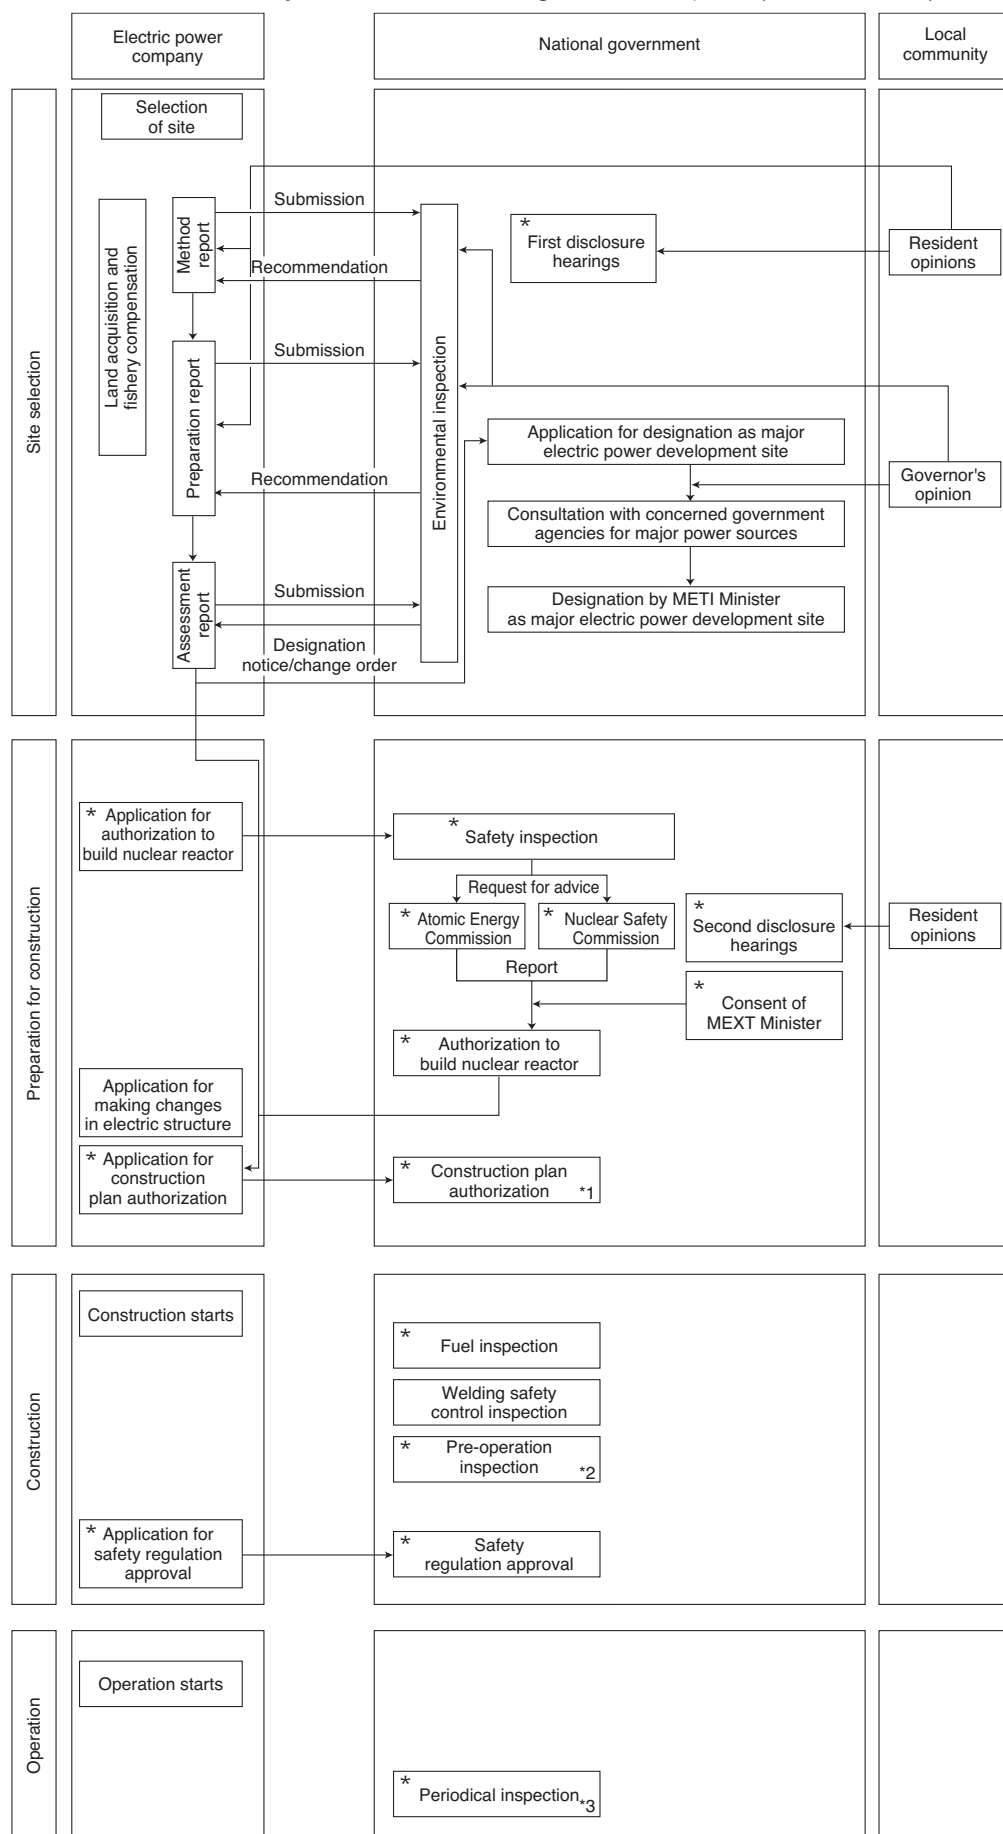 Electric power
company
National government
Local
community
Site selection
Selection
of site
Land acquisition and
fishery compensation
Method
report
Submission
Recommendation
Preparation report
Submission
Recommendation
Assessment
report
Submission
Designation
notice/change order
Environmental inspection
* First disclosure
hearings
Resident
opinions
Application for designation as major
electric power development site
Governor's
opinion
Consultation with concerned government
agencies for major power sources
Designation by METI Minister
as major electric power development site
Preparation for construction
* Application for
authorization to
build nuclear reactor
* Safety inspection
Request for advice
* Atomic Energy
Commission
* Nuclear Safety
Commission
* Second disclosure
hearings
Resident
opinions
Report
* Consent of
MEXT Minister
* Authorization to
build nuclear reactor
Application for
making changes
in electric structure
* Application for
construction
plan authorization
* Construction plan
authorization *1
Construction
Construction starts
* Fuel inspection
Welding safety
control inspection
* Pre-operation
inspection *2
* Application for
safety regulation
approval
* Safety
regulation approval
Operation
Operation starts
* Periodical inspection *3